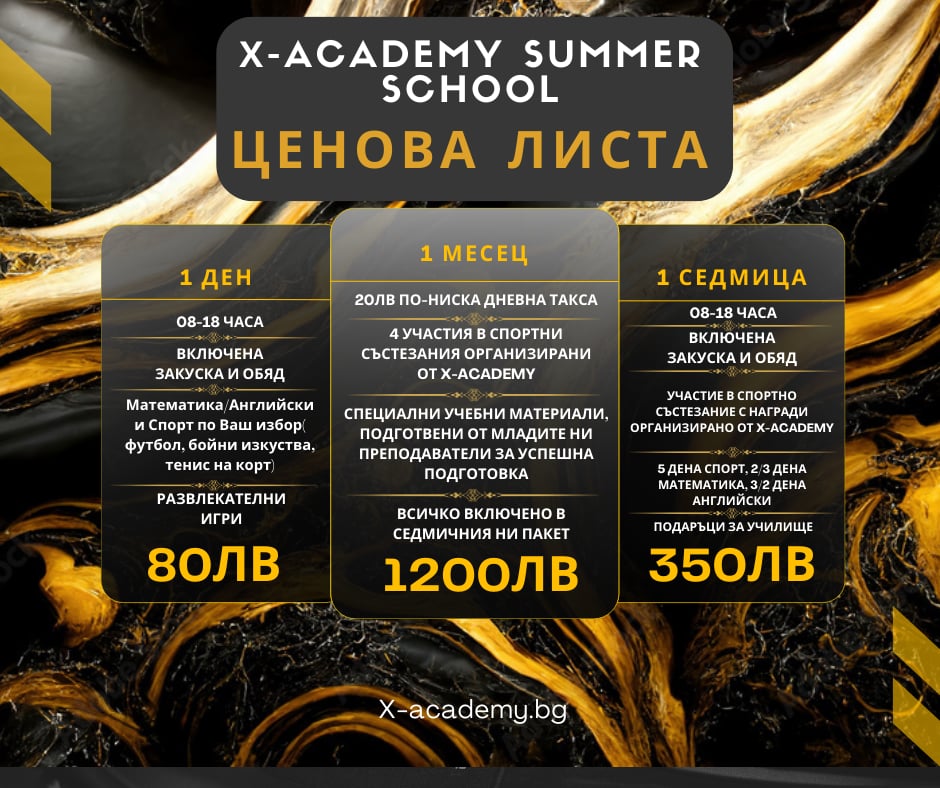 X-ACADEMY SUMMER
SCHOOL
ЦЕНОВА ЛИСТА
1 ДЕН
08-18 ЧАСА
ВКЛЮЧЕНА
ЗАКУСКА И ОБЯД
Математика/Английски
и Спорт по Ваш избор(
футбол, бойни изкуства,
тенис на корт)
РАЗВЛЕКАТЕЛНИ
ИГРИ
80ЛВ
1 МЕСЕЦ
20ЛВ ПО-НИСКА ДНЕВНА ТАКСА
4 УЧАСТИЯ В СПОРТНИ
СЪСТЕЗАНИЯ ОРГАНИЗИРАНИ
ОТ X-ACADEMY
СПЕЦИАЛНИ УЧЕБНИ МАТЕРИАЛИ,
ПОДГОТВЕНИ ОТ МЛАДИТЕ НИ
ПРЕПОДАВАТЕЛИ ЗА УСПЕШНА
ПОДГОТОВКА
ВСИЧКО ВКЛЮЧЕНО В
СЕДМИЧНИЯ НИ ПАКЕТ
1200ЛВ
1 СЕДМИЦА
08-18 ЧАСА
ВКЛЮЧЕНА
ЗАКУСКА И ОБЯД
УЧАСТИЕ В СПОРТНО
СЪСТЕЗАНИЕ С НАГРАДИ
ОРГАНИЗИРАНО ОТ X-ACADEMY
5 ДЕНА СПОРТ, 2/3 ДЕНА
МАТЕМАТИКА, 3/2 ДЕНА
АНГЛИЙСКИ
ПОДАРЪЦИ ЗА УЧИЛИЩЕ
350ЛВ
X-academy.bg